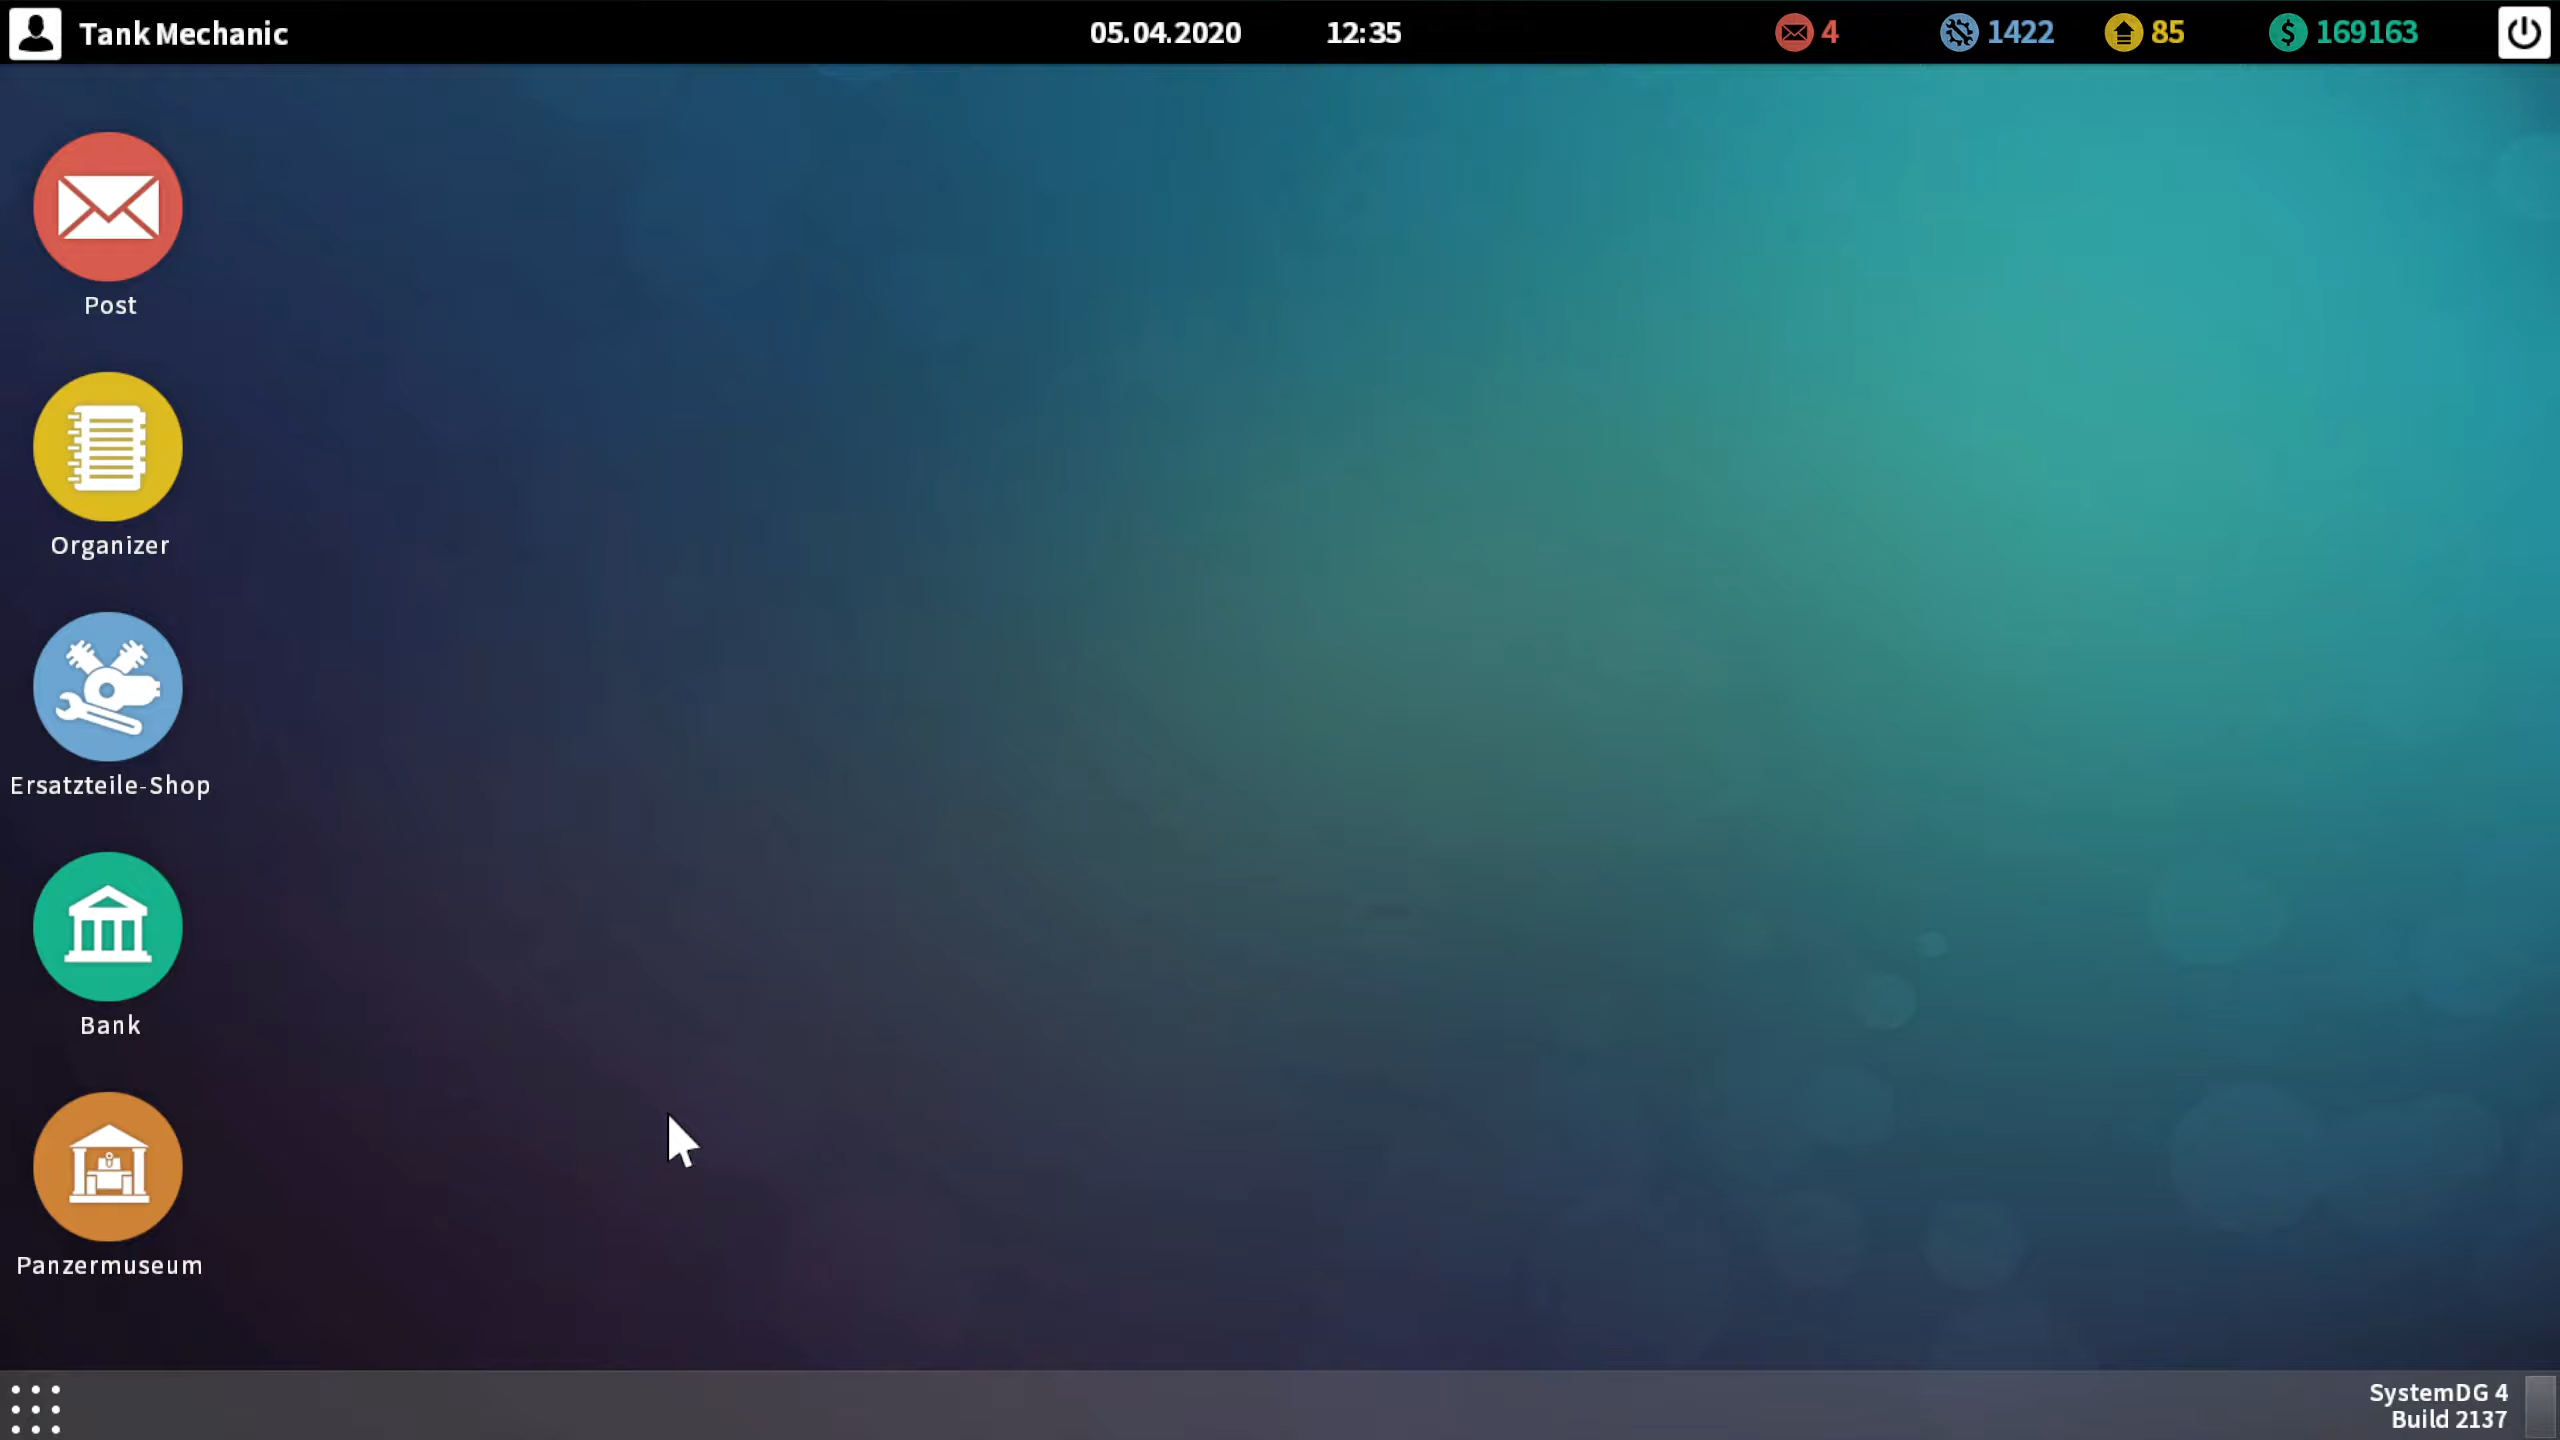 Tank Mechanic 05.04.2020 12:35 4 1422 85 169163
Post
Organizer
Ersatzteile-Shop
Bank
Panzermuseum
SystemDG 4
Build 2137